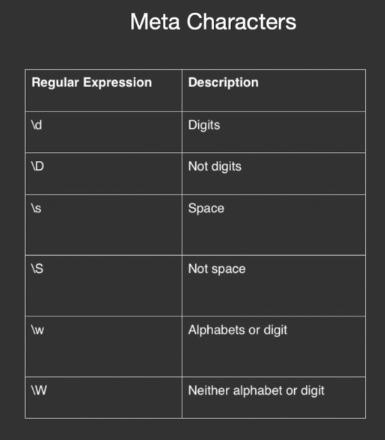 Meta Characters
Regular Expression Description
\d Digits
\D Not digits
\s Space
\S Not space
\w Alphabets or digit
\W Neither alphabet or digit